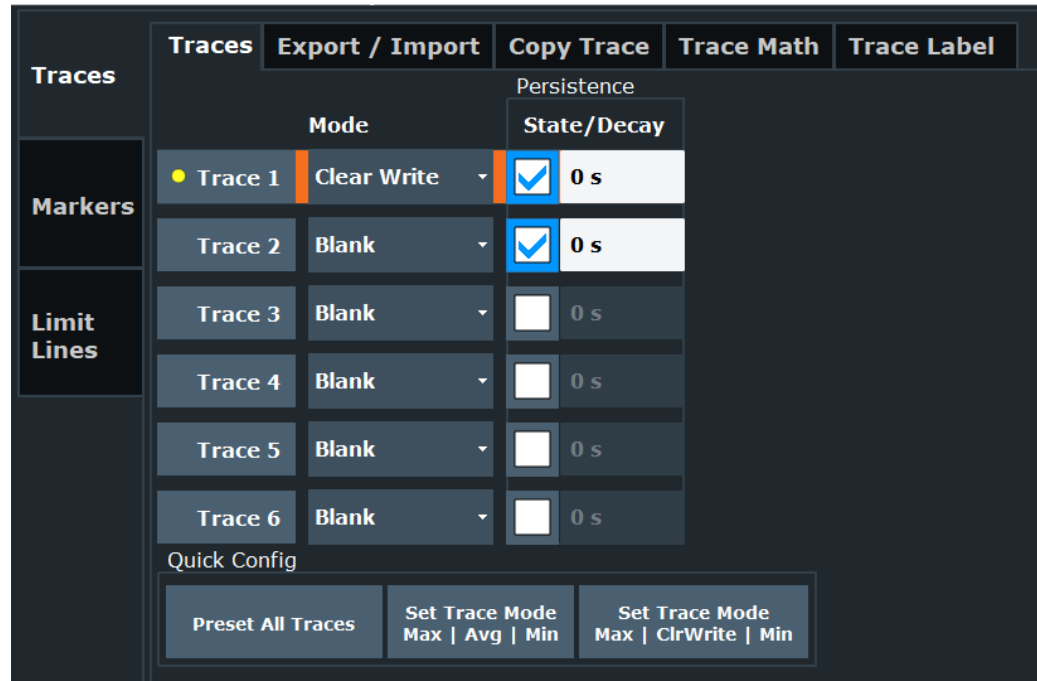 Traces
Markers
Limit
Lines
Traces Export / Import Copy Trace Trace Math Trace Label
Persistence
Mode State/Decay
Trace 1 Clear Write 0 s
Trace 2 Blank 0 s
Trace 3 Blank 0 s
Trace 4 Blank 0 s
Trace 5 Blank 0 s
Trace 6 Blank 0 s
Quick Config
Preset All Traces
Set Trace Mode
Max | Avg | Min
Set Trace Mode
Max | ClrWrite | Min